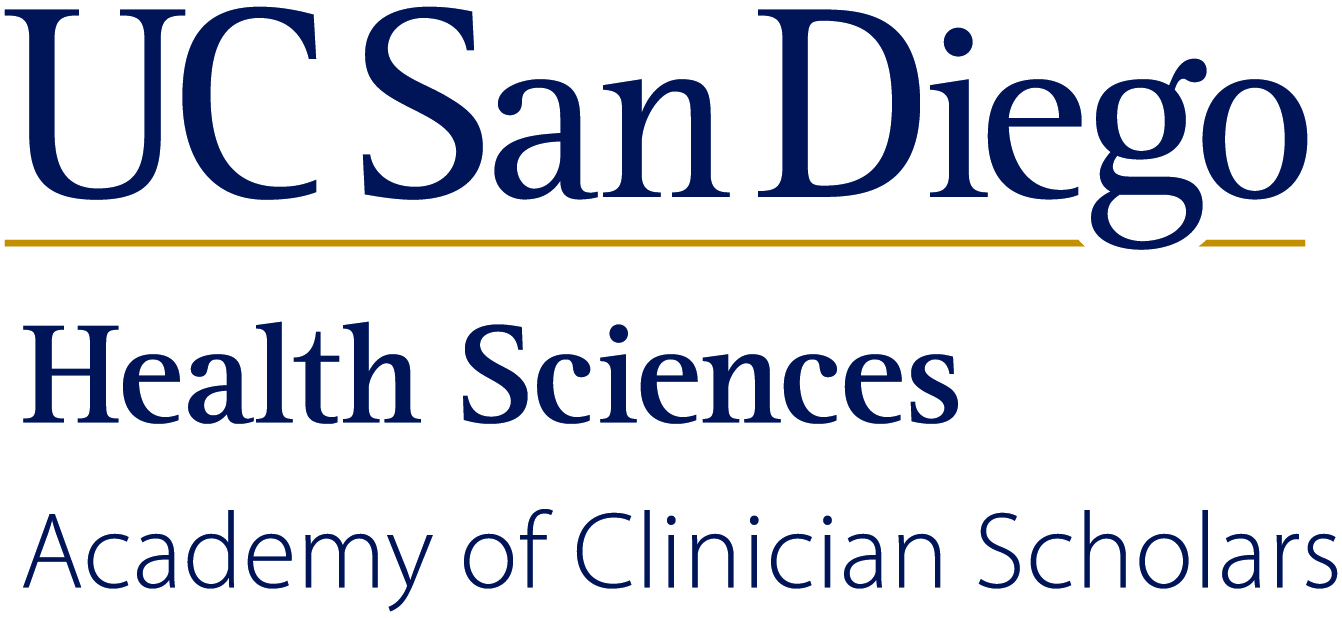 UC San Diego
Health Sciences
Academy of Clinician Scholars